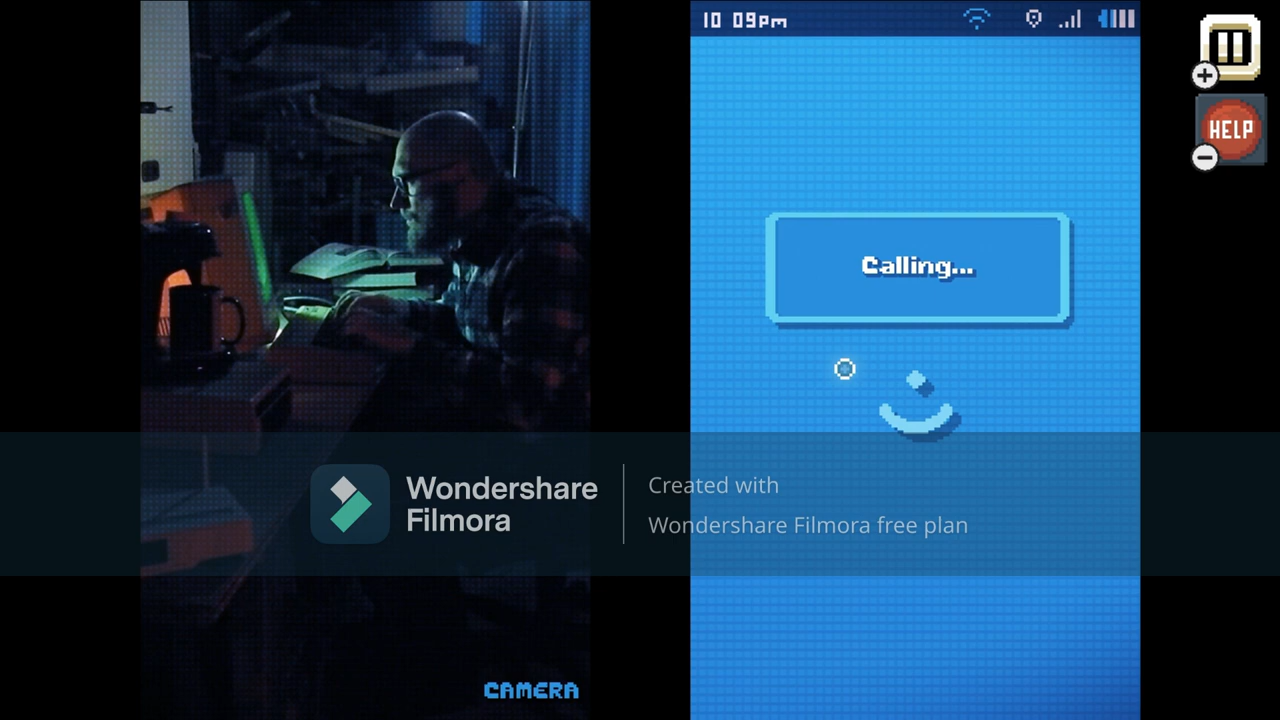 10 09pm
HELP
Calling...
Wondershare
Filmora
Created with
Wondershare Filmora free plan
CAMERA